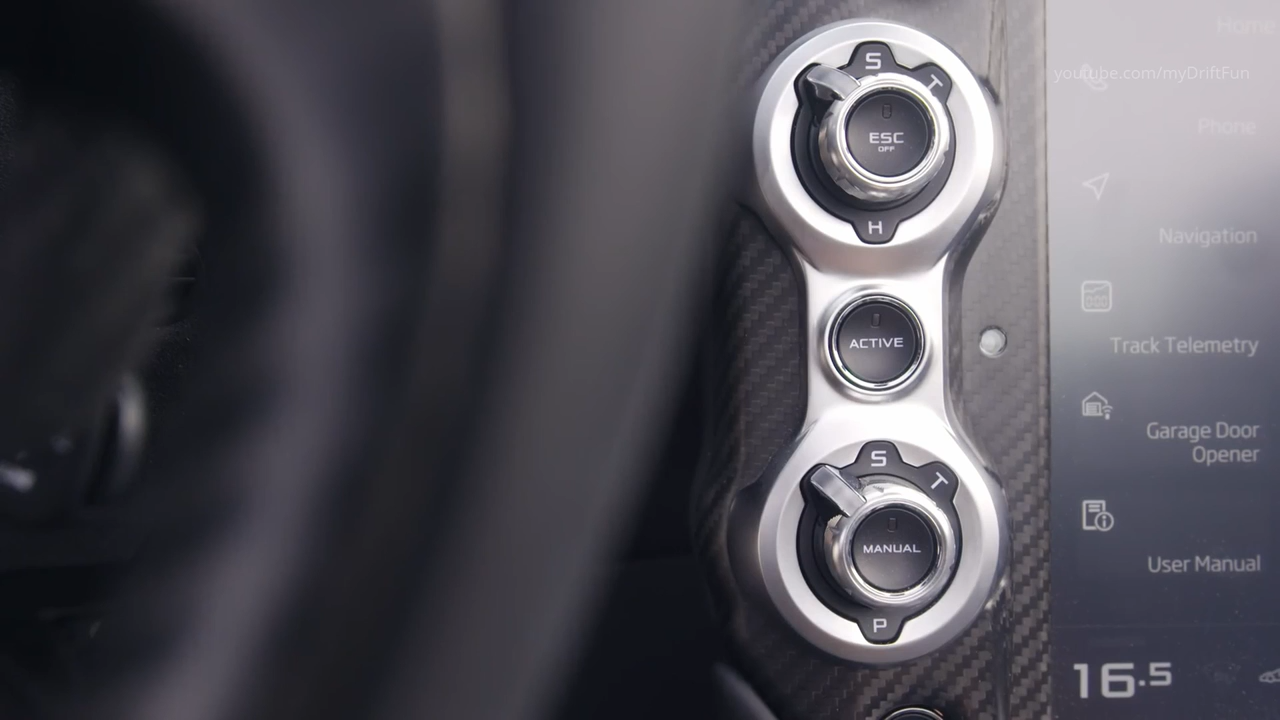 Home
youtube.com/myDriftFun
S
T
ESC
OFF
H
Phone
Navigation
ACTIVE
Track Telemetry
Garage Door
Opener
S
T
MANUAL
P
User Manual
16.5